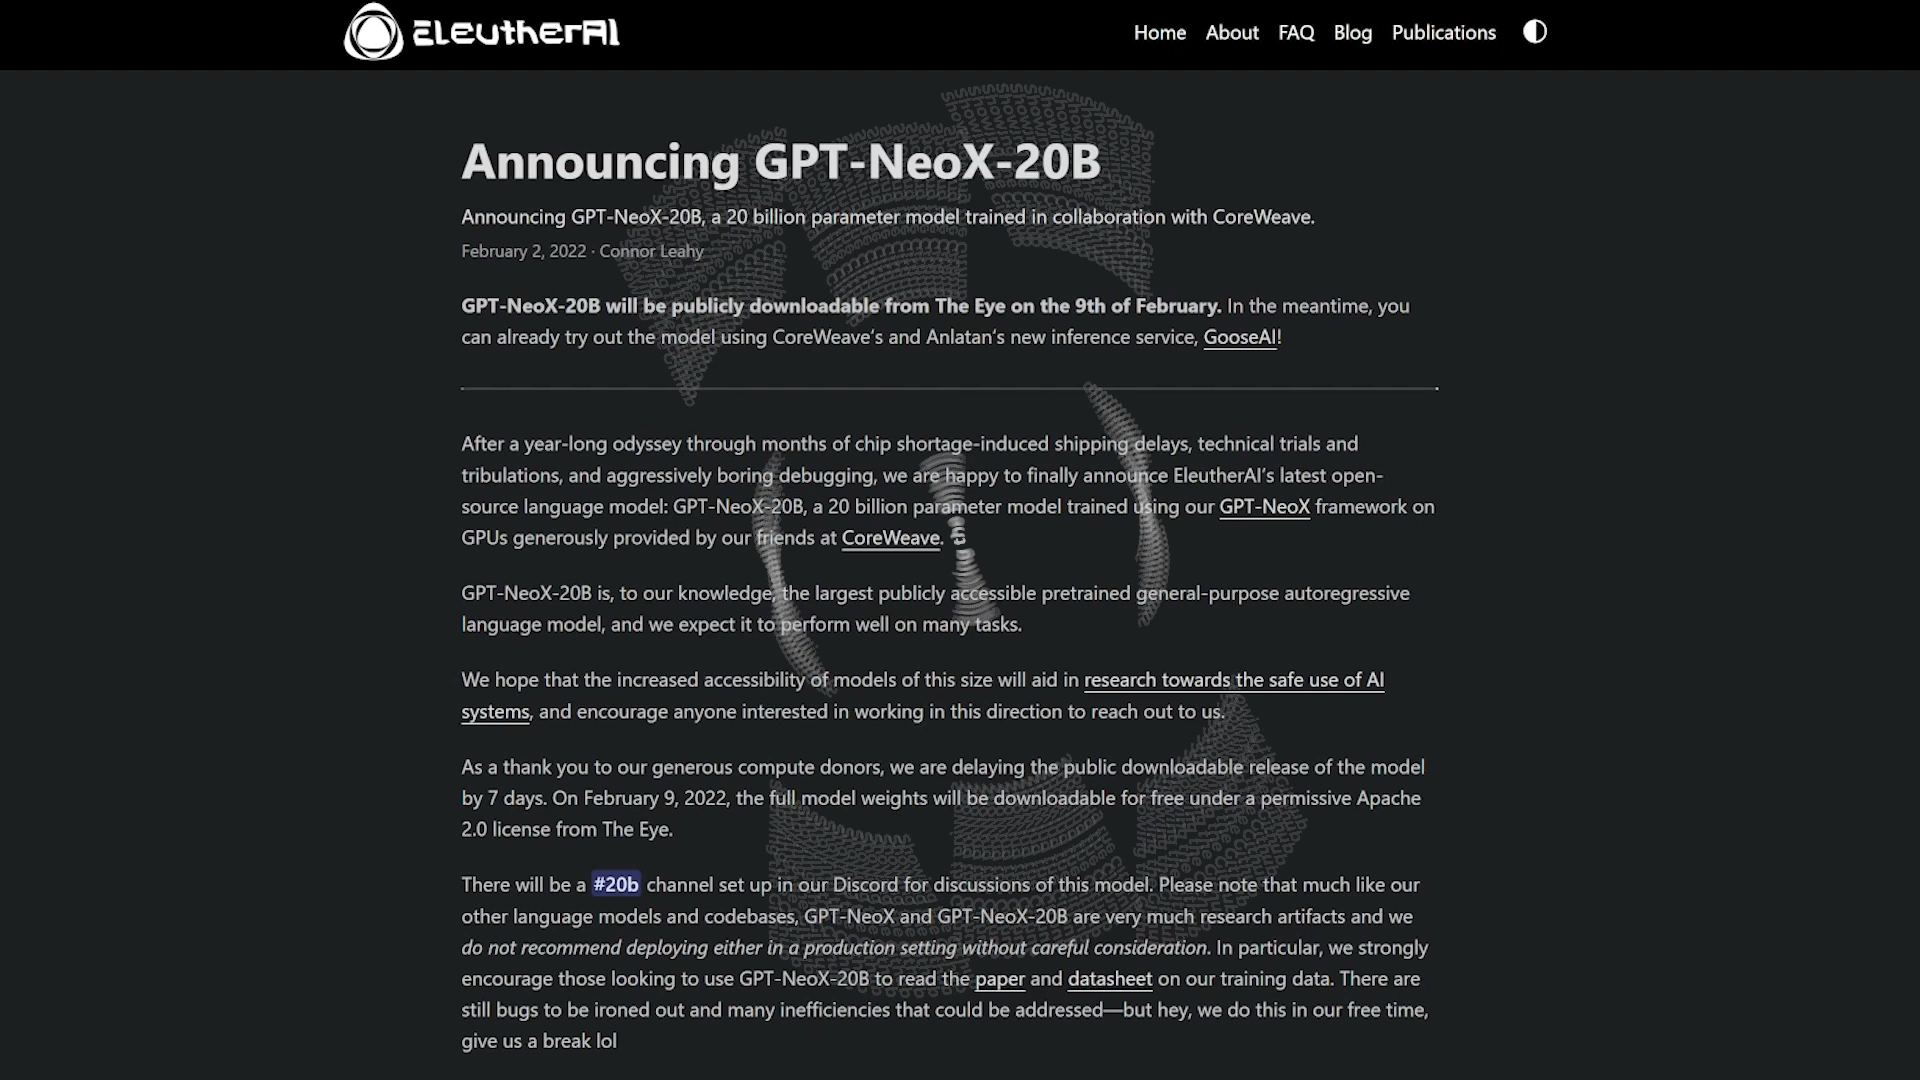 EleutherAI
Home About FAQ Blog Publications
Announcing GPT-NeoX-20B
Announcing GPT-NeoX-20B, a 20 billion parameter model trained in collaboration with CoreWeave.
February 2, 2022 · Connor Leahy
GPT-NeoX-20B will be publicly downloadable from The Eye on the 9th of February. In the meantime, you
can already try out the model using CoreWeave’s and Anlatan’s new inference service, GooseAI!
After a year-long odyssey through months of chip shortage-induced shipping delays, technical trials and
tribulations, and aggressively boring debugging, we are happy to finally announce EleutherAI’s latest open-
source language model: GPT-NeoX-20B, a 20 billion parameter model trained using our GPT-NeoX framework on
GPUs generously provided by our friends at CoreWeave.
GPT-NeoX-20B is, to our knowledge, the largest publicly accessible pretrained general-purpose autoregressive
language model, and we expect it to perform well on many tasks.
We hope that the increased accessibility of models of this size will aid in research towards the safe use of AI
systems, and encourage anyone interested in working in this direction to reach out to us.
As a thank you to our generous compute donors, we are delaying the public downloadable release of the model
by 7 days. On February 9, 2022, the full model weights will be downloadable for free under a permissive Apache
2.0 license from The Eye.
There will be a #20b channel set up in our Discord for discussions of this model. Please note that much like our
other language models and codebases, GPT-NeoX and GPT-NeoX-20B are very much research artifacts and we
do not recommend deploying either in a production setting without careful consideration. In particular, we strongly
encourage those looking to use GPT-NeoX-20B to read the paper and datasheet on our training data. There are
still bugs to be ironed out and many inefficiencies that could be addressed—but hey, we do this in our free time,
give us a break lol